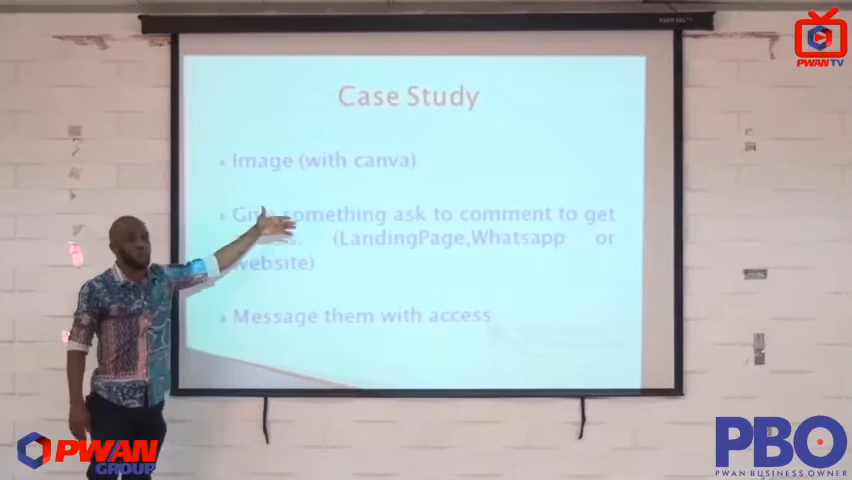 PWANTV
Case Study
Image (with canva)
something ask to comment to get
(LandingPage,Whatsapp or
website)
Message them with access
PWAN
GROUP
PBO
PWAN BUSINESS OWNER